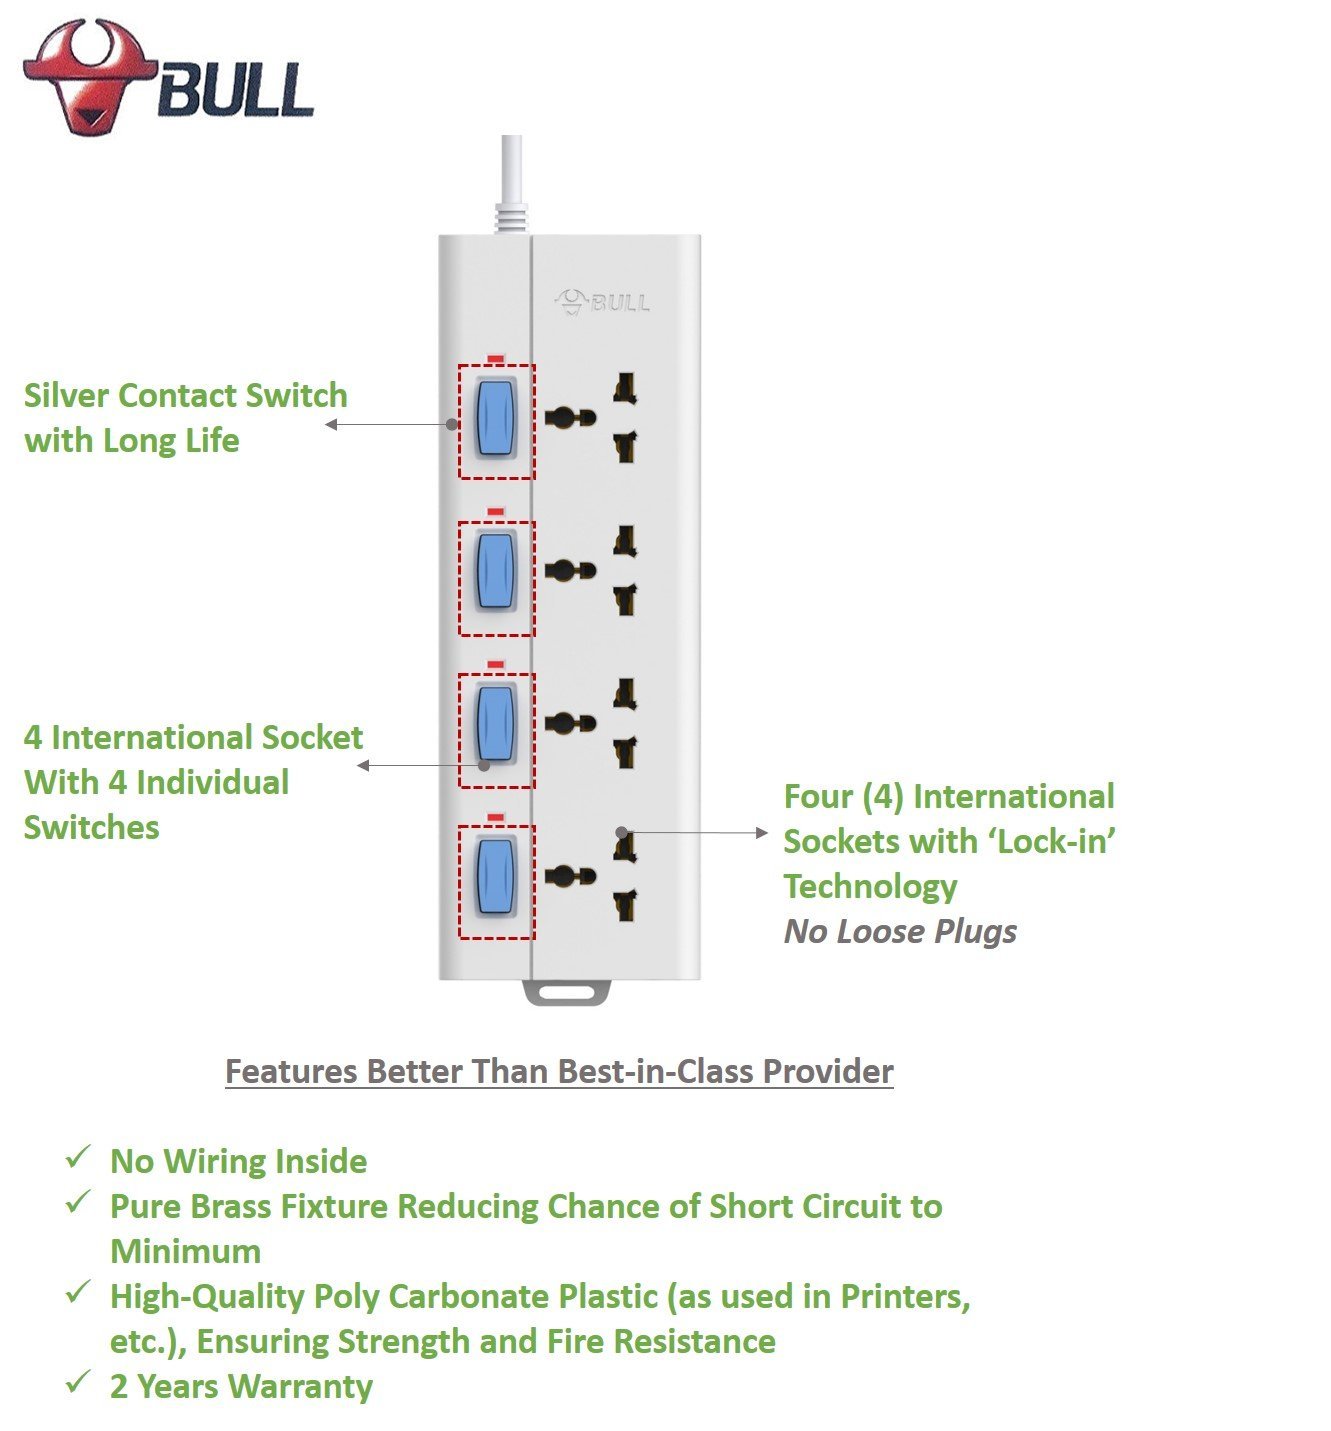 BULL
BULL
Silver Contact Switch
with Long Life
4 International Socket
With 4 Individual
Switches
Four (4) International
Sockets with ‘Lock-in’
Technology
No Loose Plugs
Features Better Than Best-in-Class Provider
✓ No Wiring Inside
✓ Pure Brass Fixture Reducing Chance of Short Circuit to
Minimum
✓ High-Quality Poly Carbonate Plastic (as used in Printers,
etc.), Ensuring Strength and Fire Resistance
✓ 2 Years Warranty